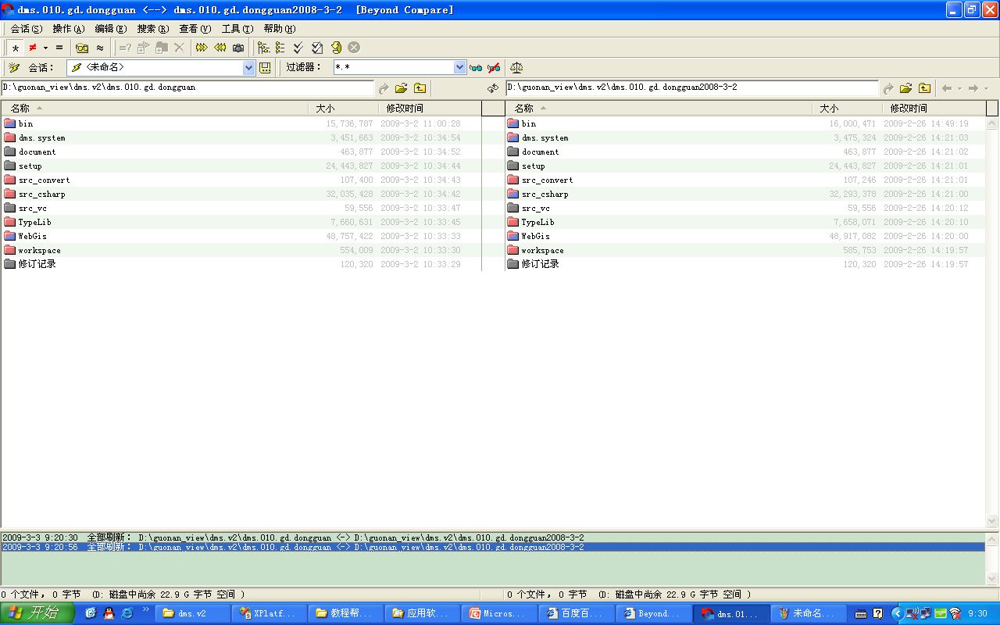 dms.010.gd.dongguan <--> dms.010.gd.dongguan2008-3-2 [Beyond Compare]
会话(S) 操作(A) 编辑(E) 搜索(R) 查看(V) 工具(T) 帮助(H)
会话: <未命名> 过滤器: *.*
D:\guonan_view\dms.v2\dms.010.gd.dongguan D:\guonan_view\dms.v2\dms.010.gd.dongguan2008-3-2
名称 大小 修改时间 名称 大小 修改时间
bin 15,736,787 2009-3-2 11:00:28 bin 16,000,471 2009-2-26 14:49:19
dms.system 3,451,663 2009-3-2 10:34:54 dms.system 3,475,324 2009-2-26 14:21:03
document 463,877 2009-3-2 10:34:52 document 463,877 2009-2-26 14:21:02
setup 24,443,827 2009-3-2 10:34:44 setup 24,443,827 2009-2-26 14:21:01
src_convert 107,400 2009-3-2 10:34:43 src_convert 107,246 2009-2-26 14:21:01
src_csharp 32,035,428 2009-3-2 10:34:42 src_csharp 32,293,378 2009-2-26 14:21:00
src_vc 59,556 2009-3-2 10:33:47 src_vc 59,556 2009-2-26 14:20:12
TypeLib 7,660,631 2009-3-2 10:33:45 TypeLib 7,658,071 2009-2-26 14:20:10
WebGis 48,757,422 2009-3-2 10:33:33 WebGis 48,917,082 2009-2-26 14:20:00
workspace 554,009 2009-3-2 10:33:30 workspace 585,753 2009-2-26 14:19:57
修订记录 120,320 2009-3-2 10:33:29 修订记录 120,320 2009-2-26 14:19:57
2009-3-3 9:20:30 全部刷新: D:\guonan_view\dms.v2\dms.010.gd.dongguan <-> D:\guonan_view\dms.v2\dms.010.gd.dongguan2008-3-2
2009-3-3 9:20:56 全部刷新: D:\guonan_view\dms.v2\dms.010.gd.dongguan <-> D:\guonan_view\dms.v2\dms.010.gd.dongguan2008-3-2
0 个文件, 0 字节 (D: 磁盘中尚余 22.9 G 字节 空间 ) 0 个文件, 0 字节 (D: 磁盘中尚余 22.9 G 字节 空间 )
开始 dms.v2 XPlatf... 教程帮... 应用软... Micros... 百度百... Beyond... dms.01... 未命名... 9:30